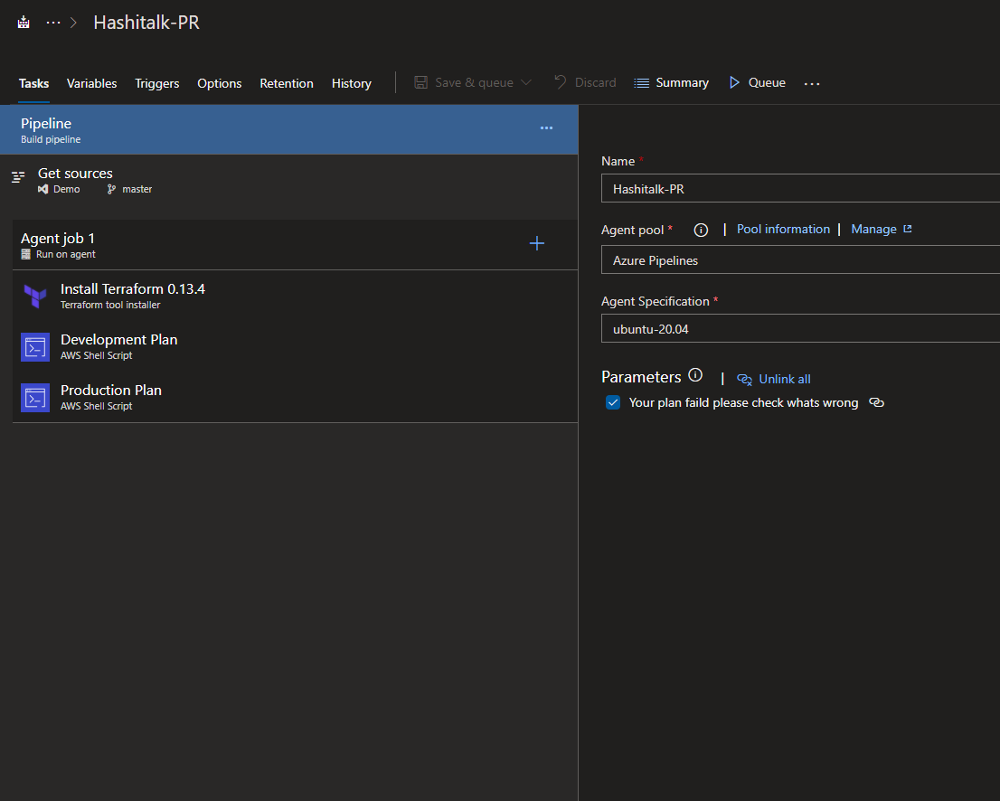 ··· > Hashitalk-PR
Tasks Variables Triggers Options Retention History | Save & queue Discard Summary Queue ···
Pipeline
Build pipeline
Get sources
Demo master
Agent job 1
Run on agent
Install Terraform 0.13.4
Terraform tool installer
Development Plan
AWS Shell Script
Production Plan
AWS Shell Script
Name *
Hashitalk-PR
Agent pool * | Pool information | Manage
Azure Pipelines
Agent Specification *
ubuntu-20.04
Parameters | Unlink all
Your plan faild please check whats wrong